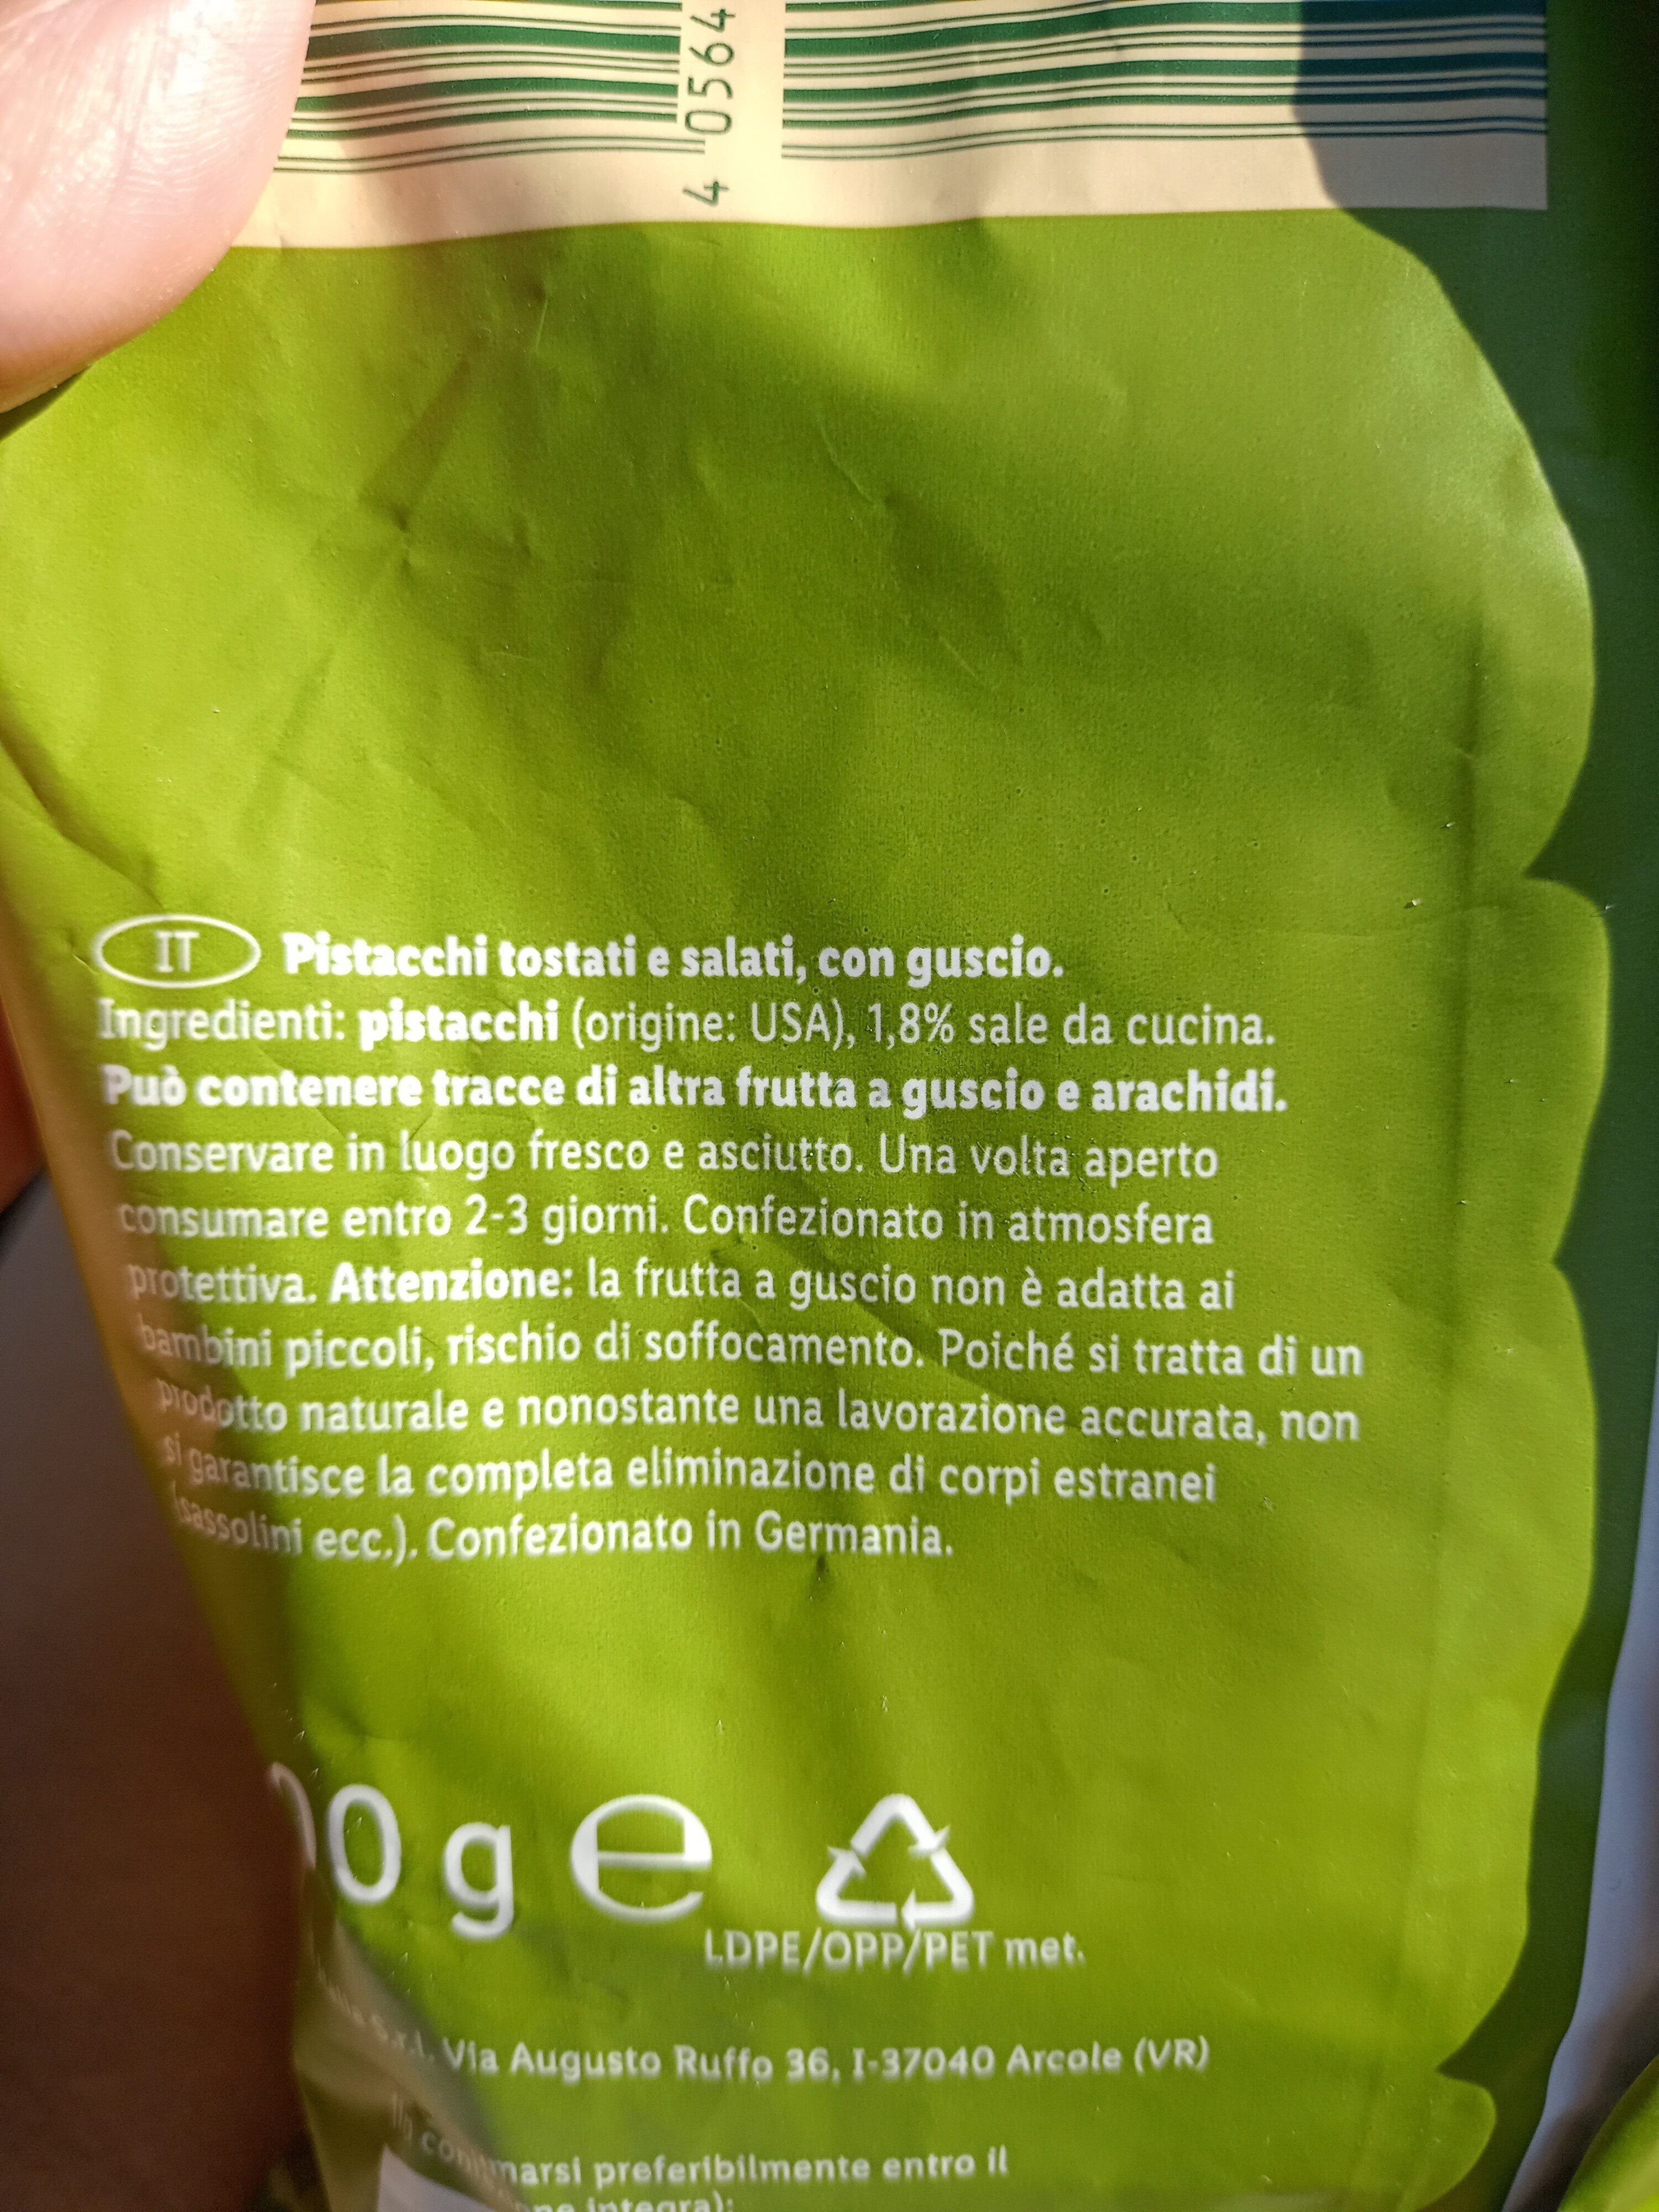 4 0564
IT Pistacchi tostati e salati, con guscio.
Ingredienti: pistacchi (origine: USA), 1,8% sale da cucina.
Può contenere tracce di altra frutta a guscio e arachidi.
Conservare in luogo fresco e asciutto. Una volta aperto
consumare entro 2-3 giorni. Confezionato in atmosfera
protettiva. Attenzione: la frutta a guscio non è adatta ai
bambini piccoli, rischio di soffocamento. Poiché si tratta di un
prodotto naturale e nonostante una lavorazione accurata, non
si garantisce la completa eliminazione di corpi estranei
(sassolini ecc.). Confezionato in Germania.
0 g e
LDPE/OPP/PET met.
Via Augusto Ruffo 36, I-37040 Arcole (VR)
preferibilmente entro il
integra):